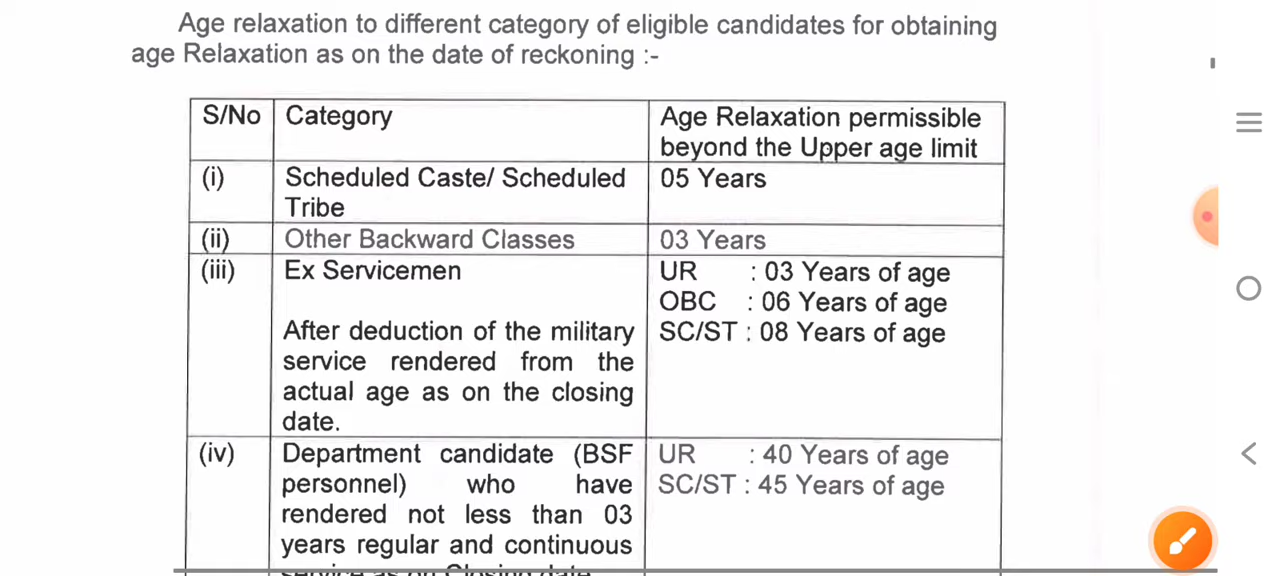 Age relaxation to different category of eligible candidates for obtaining
age Relaxation as on the date of reckoning :-
S/No Category Age Relaxation permissible
beyond the Upper age limit
(i) Scheduled Caste/ Scheduled 05 Years
Tribe
(ii) Other Backward Classes 03 Years
(iii) Ex Servicemen UR : 03 Years of age
OBC : 06 Years of age
After deduction of the military SC/ST : 08 Years of age
service rendered from the
actual age as on the closing
date.
(iv) Department candidate (BSF UR : 40 Years of age
personnel) who have SC/ST : 45 Years of age
rendered not less than 03
years regular and continuous
service as on Closing date